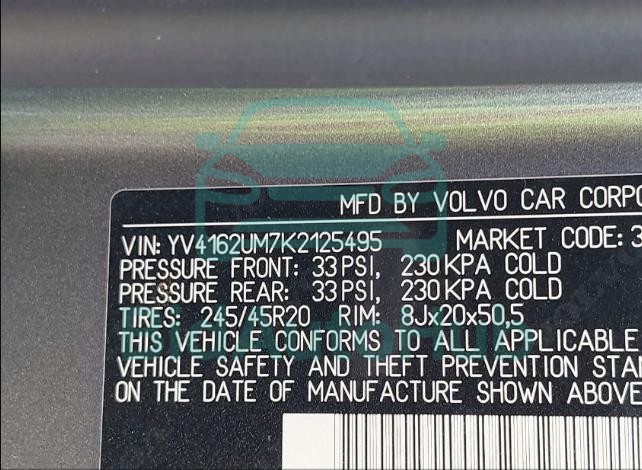 MFD BY VOLVO CAR CORPO
VIN: YV4162UM7K2125495 MARKET CODE: 3
PRESSURE FRONT: 33PSI, 230KPA COLD
PRESSURE REAR: 33PSI, 230KPA COLD
TIRES: 245/45R20 RIM: 8Jx20x50,5
THIS VEHICLE CONFORMS TO ALL APPLICABLE
VEHICLE SAFETY AND THEFT PREVENTION STA
ON THE DATE OF MANUFACTURE SHOWN ABOVE